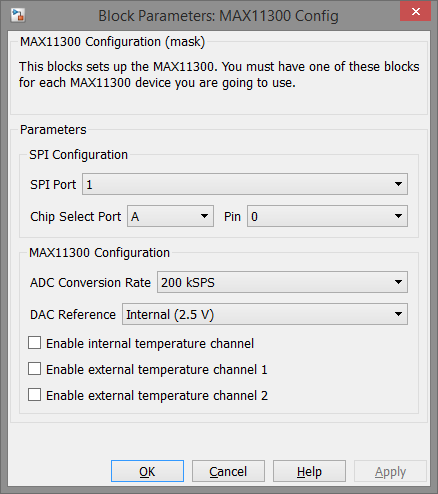 Block Parameters: MAX11300 Config
MAX11300 Configuration (mask)
This blocks sets up the MAX11300. You must have one of these blocks
for each MAX11300 device you are going to use.
Parameters
SPI Configuration
SPI Port 1
Chip Select Port A Pin 0
MAX11300 Configuration
ADC Conversion Rate 200 kSPS
DAC Reference Internal (2.5 V)
Enable internal temperature channel
Enable external temperature channel 1
Enable external temperature channel 2
OK Cancel Help Apply